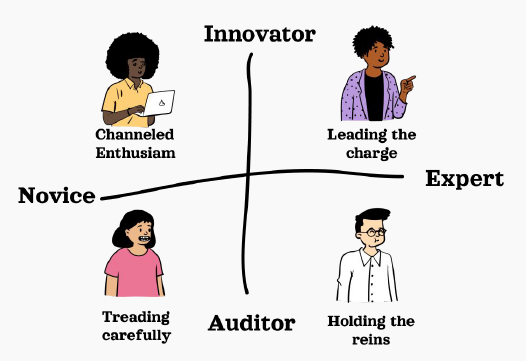 Innovator
Channeled
Enthusiam
Leading the
charge
Novice
Expert
Treading
carefully
Auditor
Holding the
reins